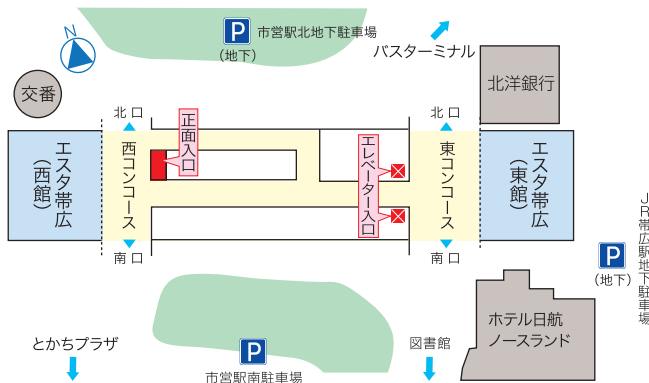 N
P
(地下)
市営駅北地下駐車場
バスターミナル
交番
北口
正面入口
北口
北洋銀行
エスタ帯広
(西館)
西コンコース
エレベーター入口
東コンコース
エスタ帯広
(東館)
南口
南口
P
(地下)
JR帯広駅地下駐車場
とかちプラザ
P
市営駅南駐車場
図書館
ホテル日航
ノースランド